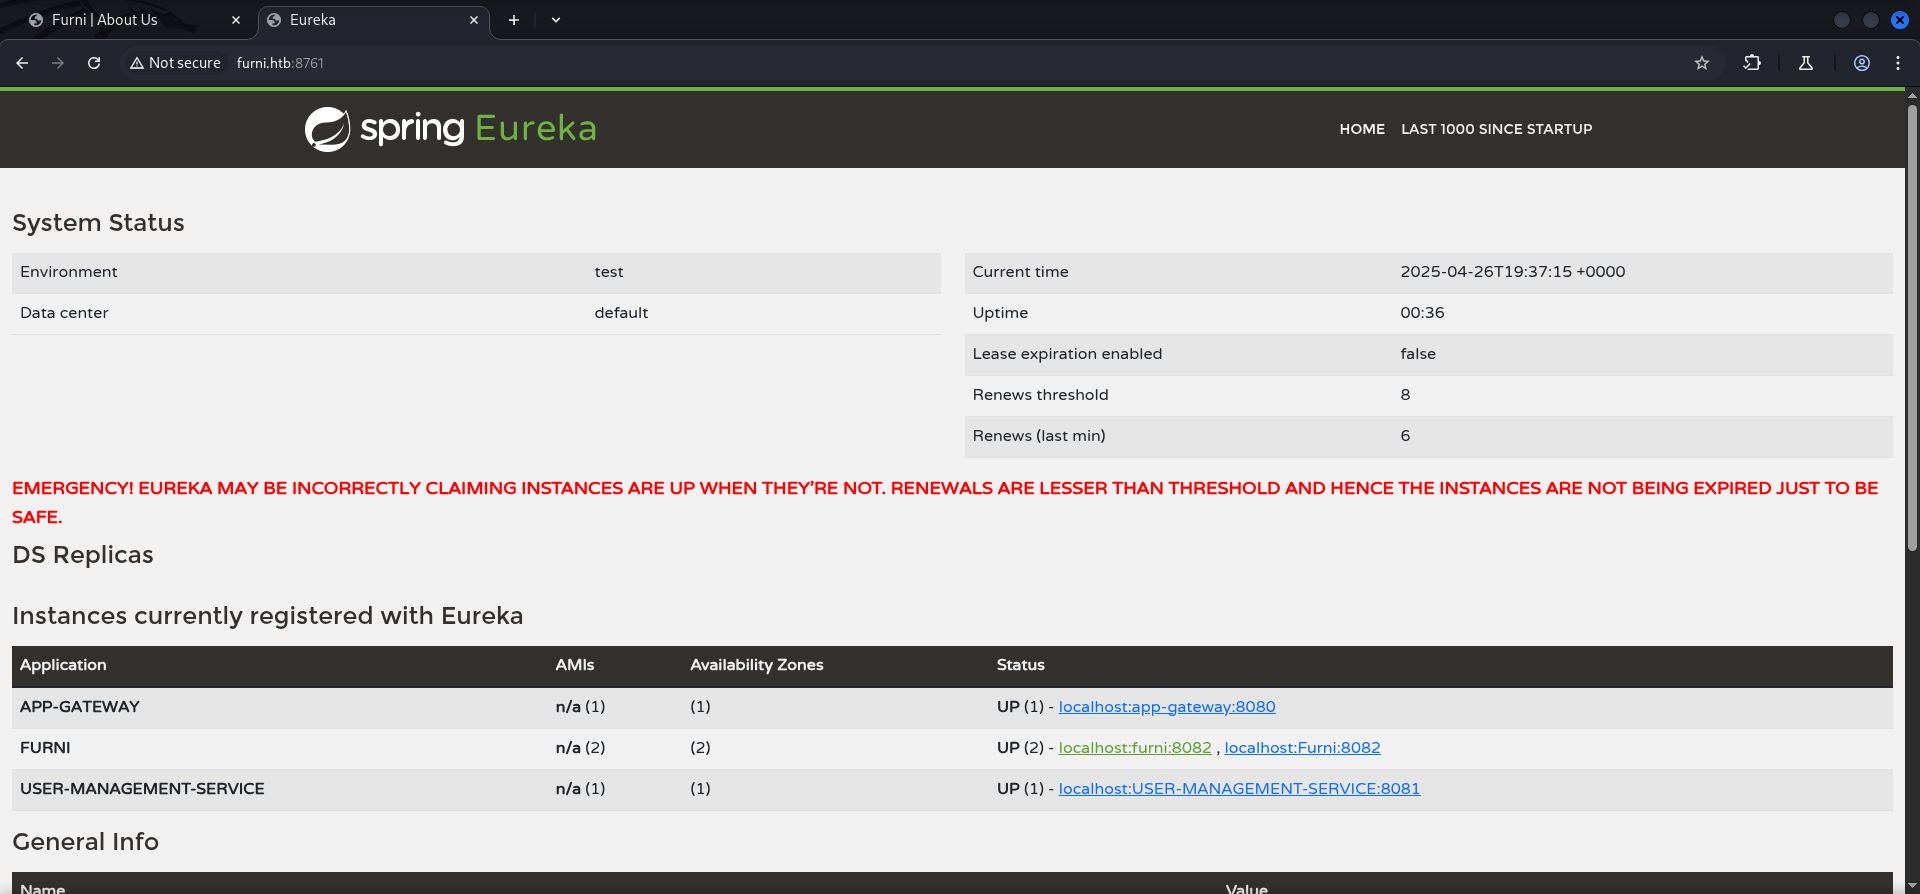 Furni | About Us
Eureka
Not secure furni.htb:8761
spring Eureka
HOME LAST 1000 SINCE STARTUP
System Status
Environment test
Data center default
Current time 2025-04-26T19:37:15 +0000
Uptime 00:36
Lease expiration enabled false
Renews threshold 8
Renews (last min) 6
EMERGENCY! EUREKA MAY BE INCORRECTLY CLAIMING INSTANCES ARE UP WHEN THEY'RE NOT. RENEWALS ARE LESSER THAN THRESHOLD AND HENCE THE INSTANCES ARE NOT BEING EXPIRED JUST TO BE
SAFE.
DS Replicas
Instances currently registered with Eureka
Application AMIs Availability Zones Status
APP-GATEWAY n/a (1) (1) UP (1) - localhost:app-gateway:8080
FURNI n/a (2) (2) UP (2) - localhost:furni:8082 , localhost:Furni:8082
USER-MANAGEMENT-SERVICE n/a (1) (1) UP (1) - localhost:USER-MANAGEMENT-SERVICE:8081
General Info
Name Value